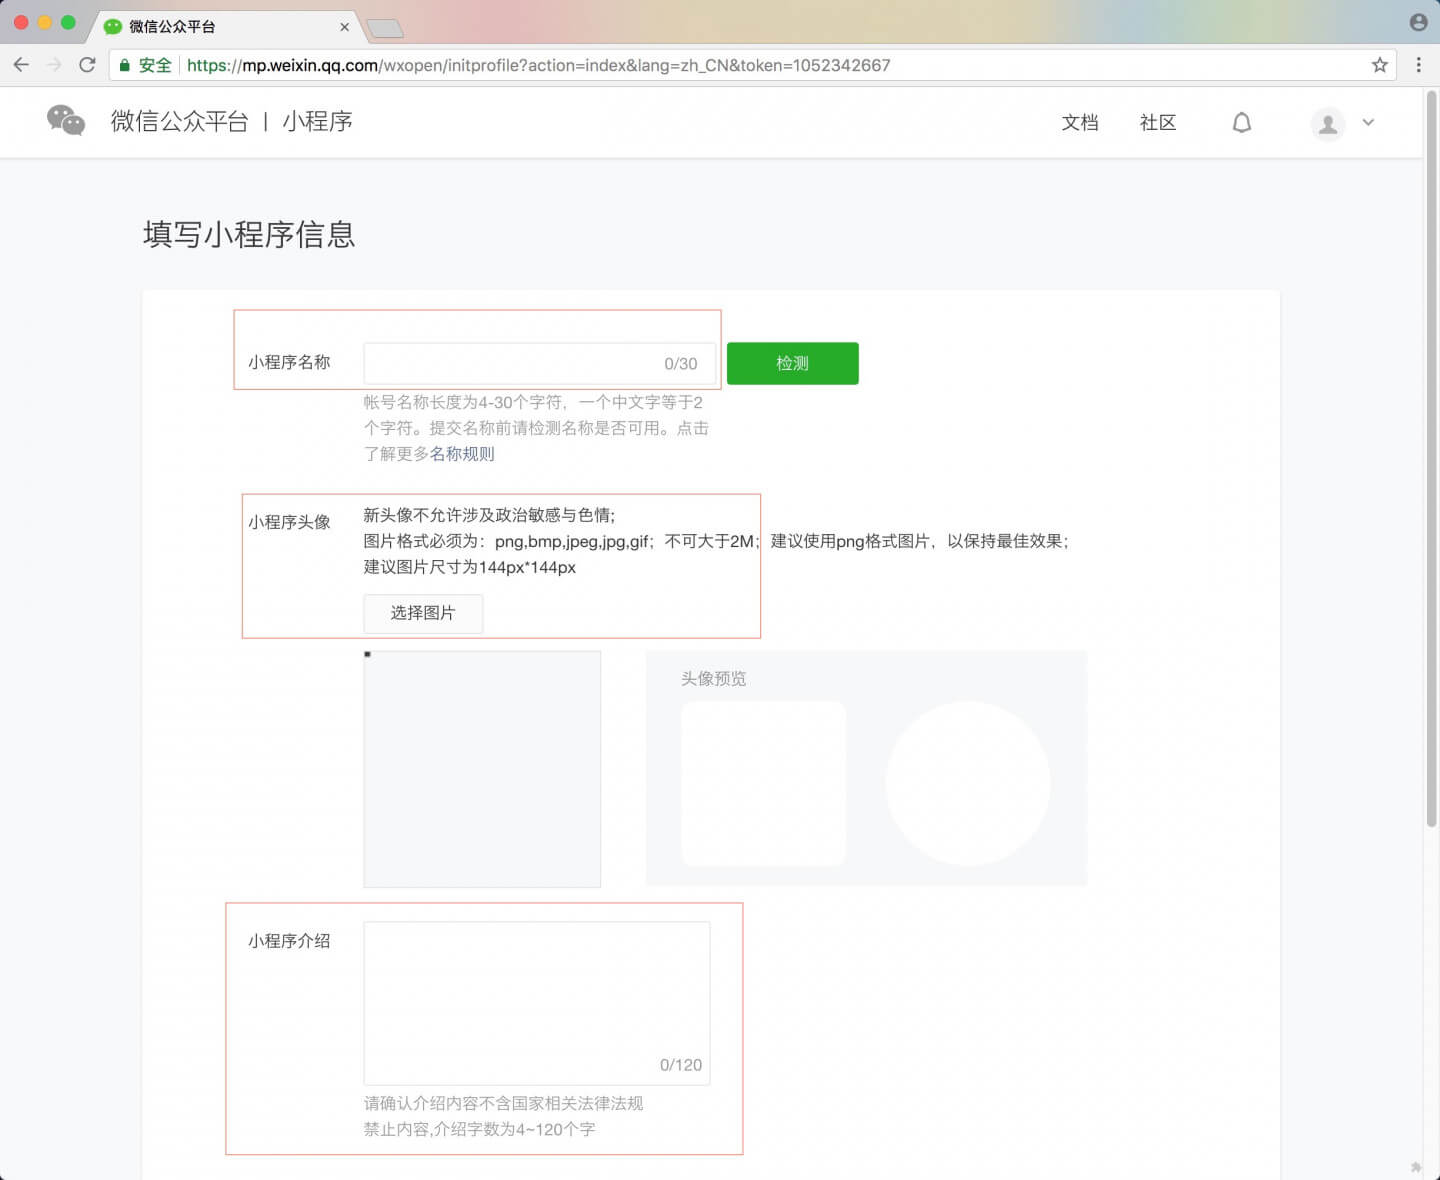 微信公众平台
安全 https://mp.weixin.qq.com/wxopen/initprofile?action=index&lang=zh_CN&token=1052342667
微信公众平台 | 小程序
文档
社区
填写小程序信息
小程序名称
0/30
检测
帐号名称长度为4-30个字符，一个中文字等于2
个字符。提交名称前请检测名称是否可用。点击
了解更多名称规则
小程序头像
新头像不允许涉及政治敏感与色情;
图片格式必须为：png,bmp,jpeg,jpg,gif；不可大于2M；建议使用png格式图片，以保持最佳效果；
建议图片尺寸为144px*144px
选择图片
头像预览
小程序介绍
0/120
请确认介绍内容不含国家相关法律法规
禁止内容,介绍字数为4~120个字